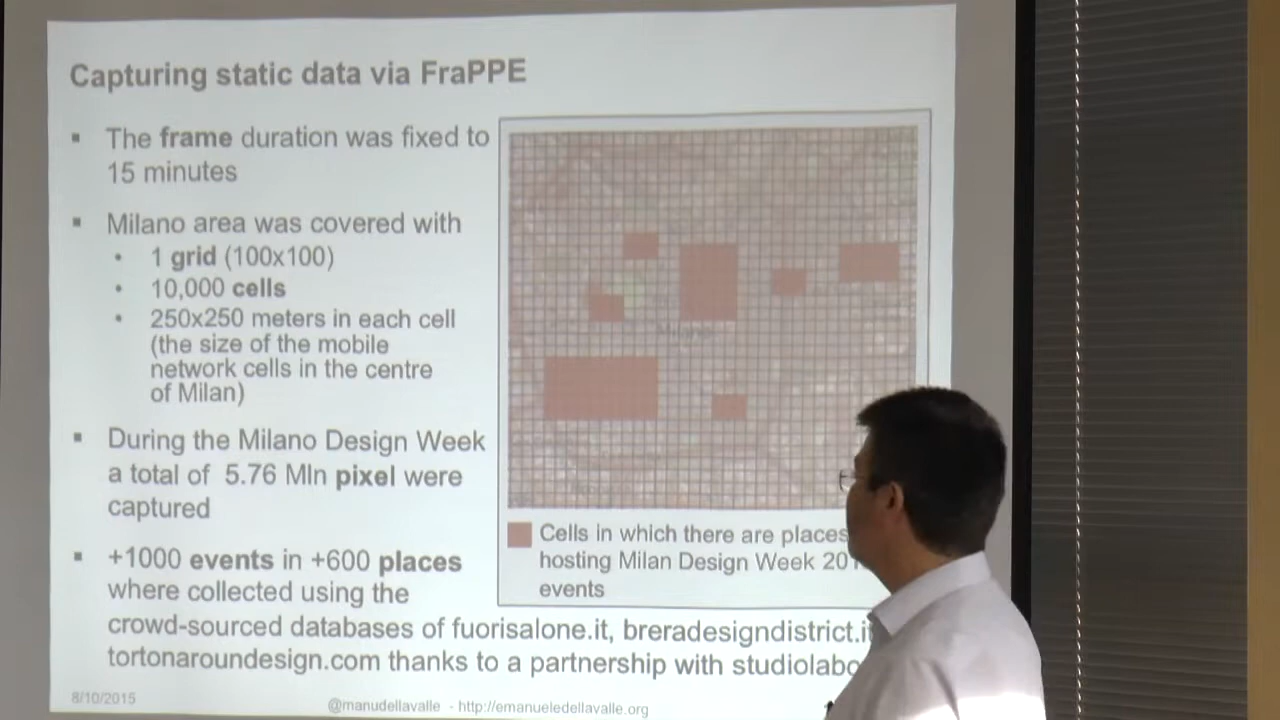 Capturing static data via FraPPE
▪ The frame duration was fixed to
15 minutes
▪ Milano area was covered with
• 1 grid (100x100)
• 10,000 cells
• 250x250 meters in each cell
(the size of the mobile
network cells in the centre
of Milan)
▪ During the Milano Design Week
a total of 5.76 Mln pixel were
captured
▪ +1000 events in +600 places
where collected using the
crowd-sourced databases of fuorisalone.it, breradesigndistrict.it
tortonaroundesign.com thanks to a partnership with studiolabo
Milano
Cells in which there are places
hosting Milan Design Week
events
8/10/2015
@manudellavalle - http://emanueledellavalle.org